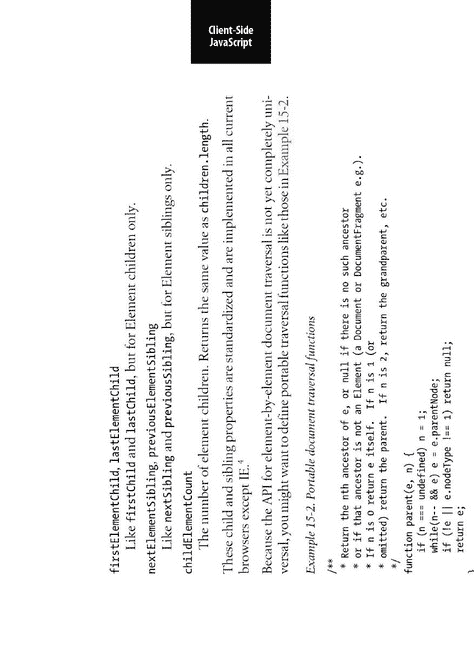 Client-Side
JavaScript
firstElementChild, lastElementChild
Like firstChild and lastChild, but for Element children only.
nextElementSibling, previousElementSibling
Like nextSibling and previousSibling, but for Element siblings only.
childElementCount
The number of element children. Returns the same value as children.length.
These child and sibling properties are standardized and are implemented in all current
browsers except IE.4
Because the API for element-by-element document traversal is not yet completely uni-
versal, you might want to define portable traversal functions like those in Example 15-2.
Example 15-2. Portable document traversal functions
/**
* Return the nth ancestor of e, or null if there is no such ancestor
* or if that ancestor is not an Element (a Document or DocumentFragment e.g.).
* If n is 0 return e itself. If n is 1 (or
* omitted) return the parent. If n is 2, return the grandparent, etc.
*/
function parent(e, n) {
if (n === undefined) n = 1;
while(n-- && e) e = e.parentNode;
if (!e || e.nodeType !== 1) return null;
return e;
}